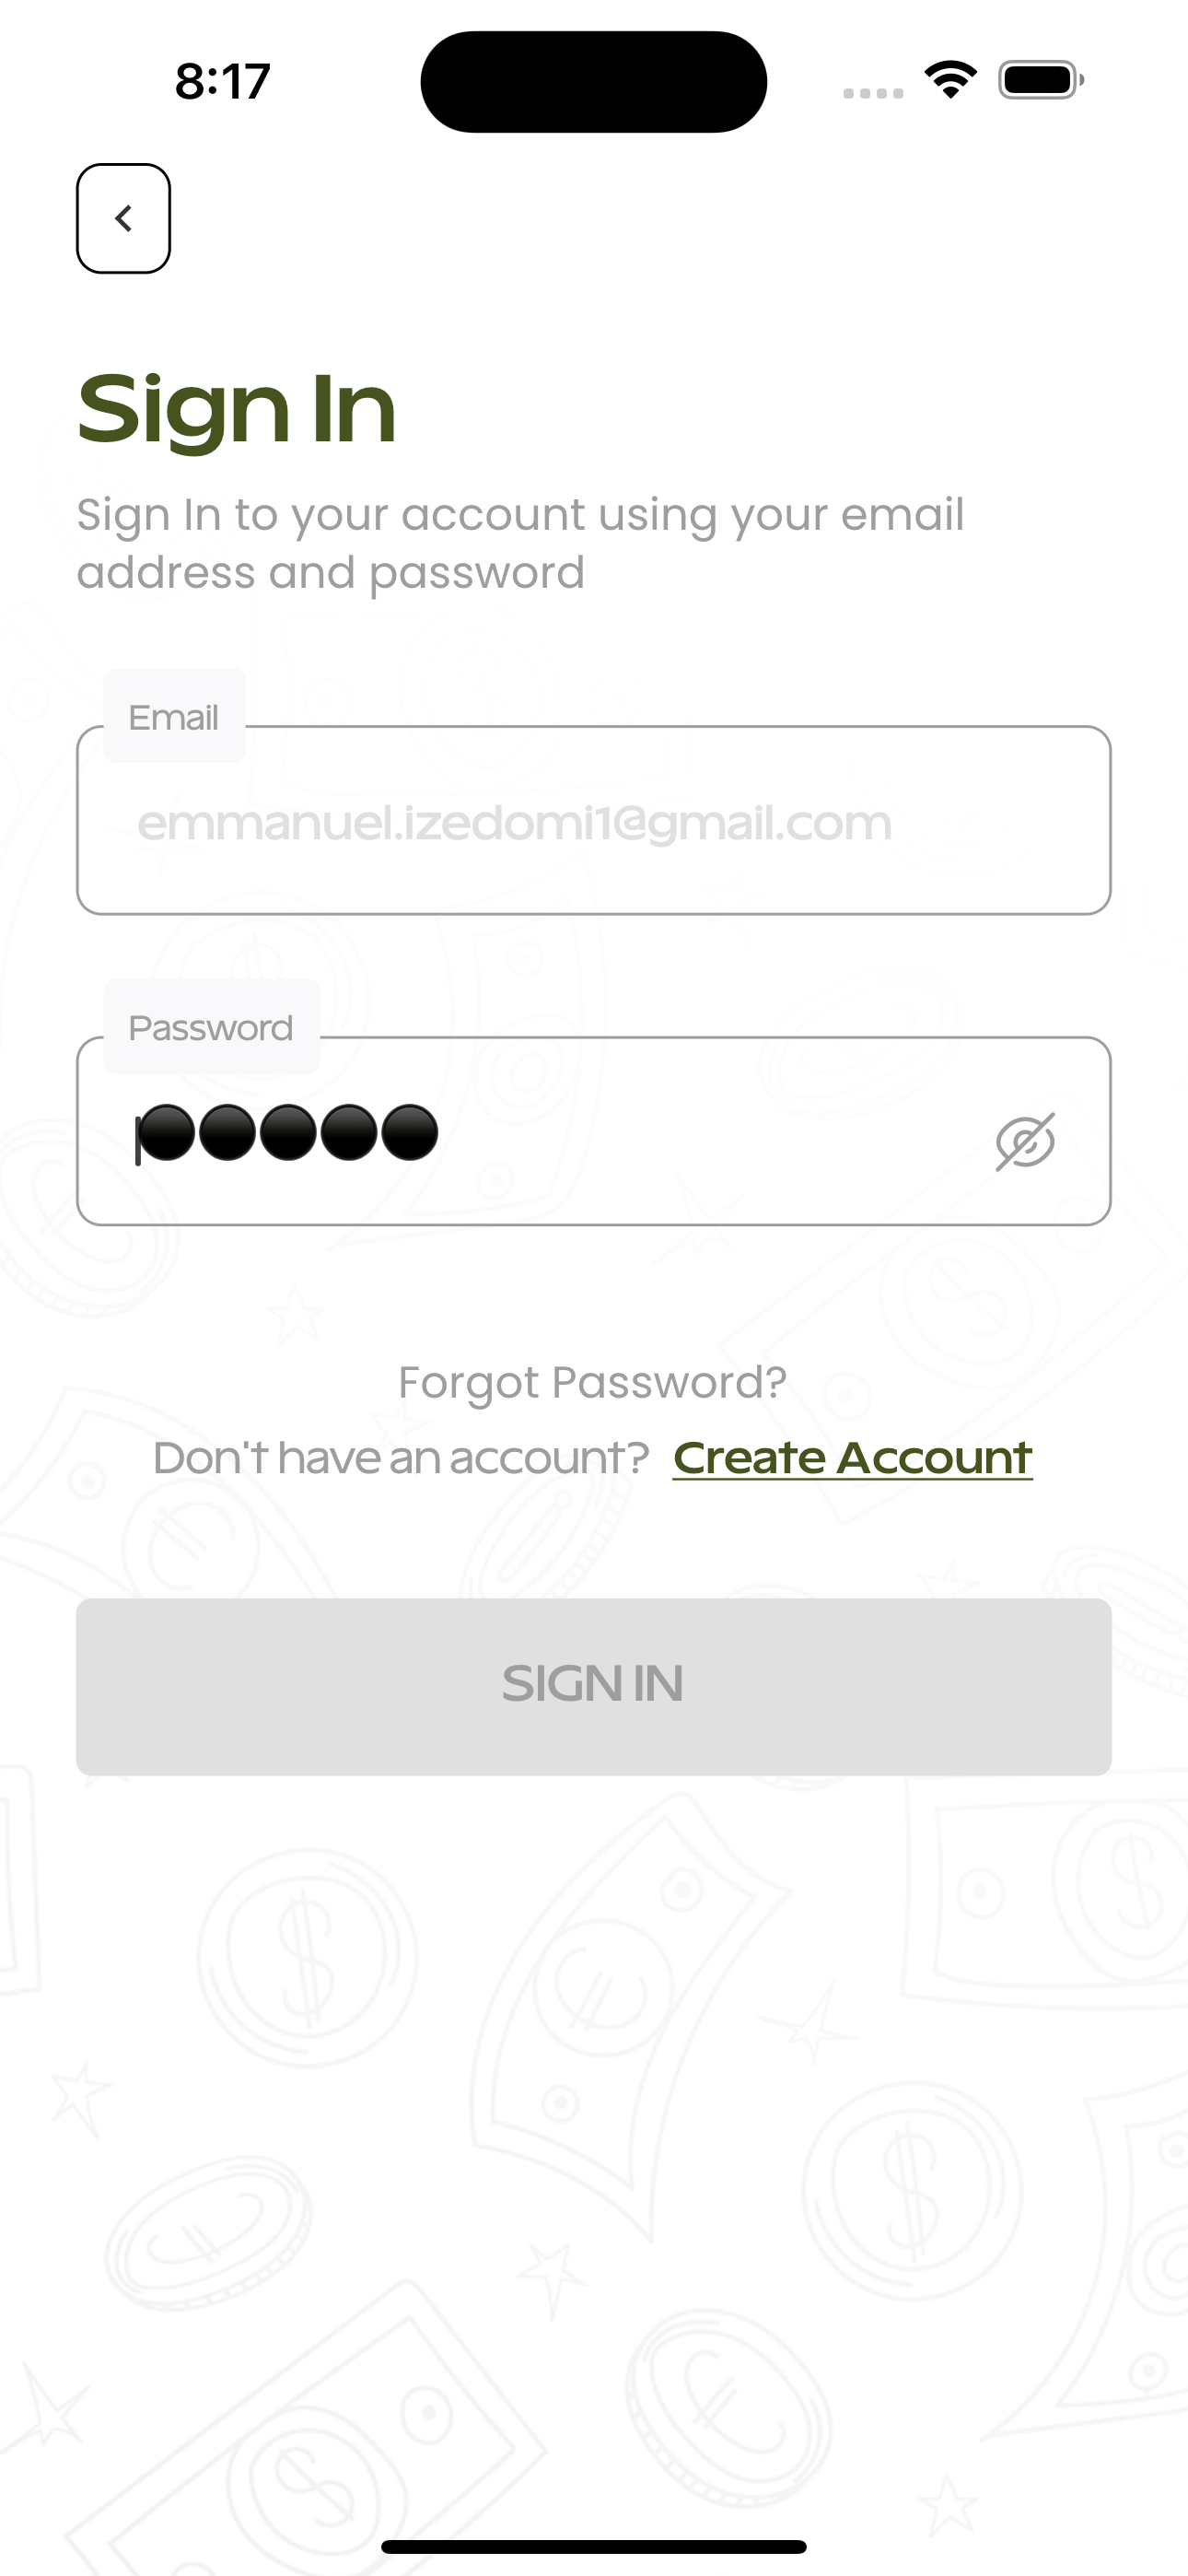 8:17
Sign In
Sign In to your account using your email
address and password
Email
emmanuel.izedomi1@gmail.com
Password
⚫⚫⚫⚫⚫
Forgot Password?
Don't have an account? Create Account
SIGN IN